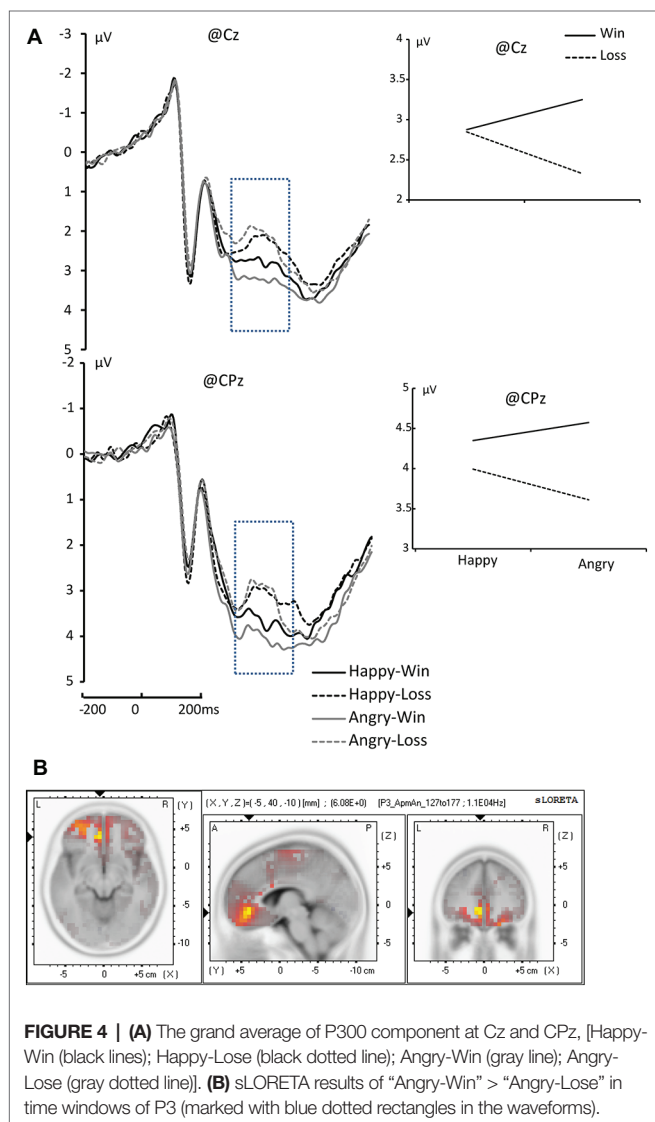 A
-3
µV
@Cz
-2
-1
0
1
2
3
4
5
4.5
µV
@Cz
Win
Loss
4
3.5
3
2.5
2
-2
µV
@CPz
-1
0
1
2
3
4
5
-200 0 200ms
5
µV
@CPz
4.5
4
3.5
3
Happy Angry
Happy-Win
Happy-Loss
Angry-Win
Angry-Loss
B
L R (Y)
+5
0
-5
-10
-5 0 +5 cm (X)
(X, Y, Z)=( -5, 40, -10 ) [mm] ; (6.08E+0) [P3_ApmAn_127to177 ; 1.1E04Hz] sLORETA
A P (Z)
+5
0
-5
(Y) +5 0 -5 -10 cm
L R (Z)
+5
0
-5
-5 0 +5 cm (X)
FIGURE 4 | (A) The grand average of P300 component at Cz and CPz, [Happy-
Win (black lines); Happy-Lose (black dotted line); Angry-Win (gray line); Angry-
Lose (gray dotted line)]. (B) sLORETA results of “Angry-Win” > “Angry-Lose” in
time windows of P3 (marked with blue dotted rectangles in the waveforms).